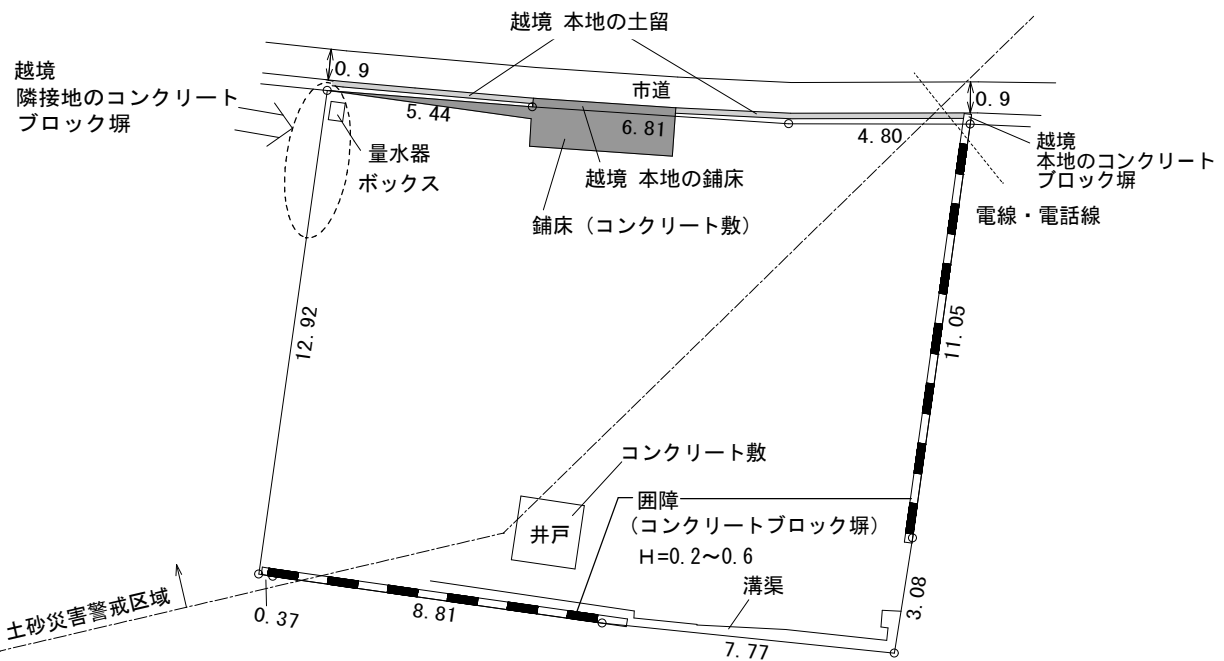 越境 本地の土留
越境
隣接地のコンクリート
ブロック塀
0.9
市道
0.9
5.44
6.81
4.80
越境
本地のコンクリート
ブロック塀
量水器
ボックス
越境 本地の鋪床
電線・電話線
鋪床（コンクリート敷）
12.92
11.05
コンクリート敷
囲障
（コンクリートブロック塀）
H=0.2～0.6
井戸
溝渠
土砂災害警戒区域
0.37
8.81
7.77
3.08